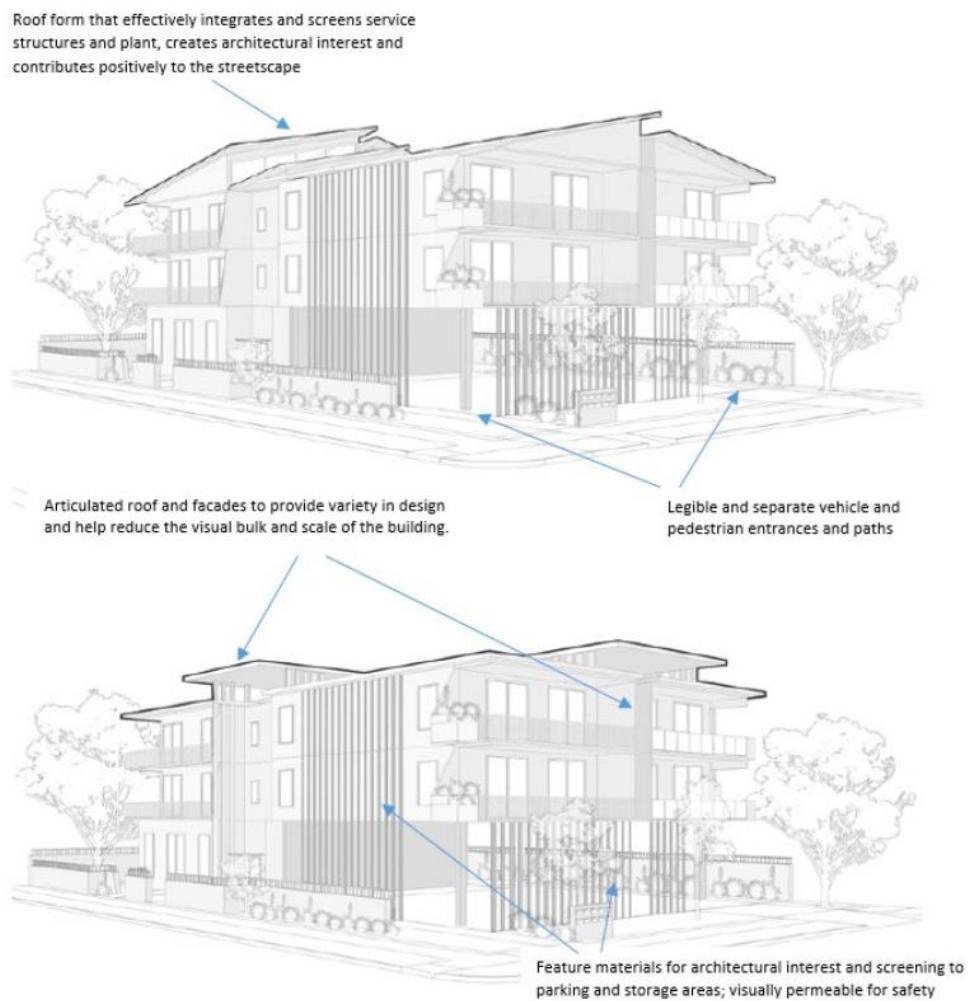 Roof form that effectively integrates and screens service
structures and plant, creates architectural interest and
contributes positively to the streetscape
Articulated roof and facades to provide variety in design
and help reduce the visual bulk and scale of the building.
Legible and separate vehicle and
pedestrian entrances and paths
Feature materials for architectural interest and screening to
parking and storage areas; visually permeable for safety